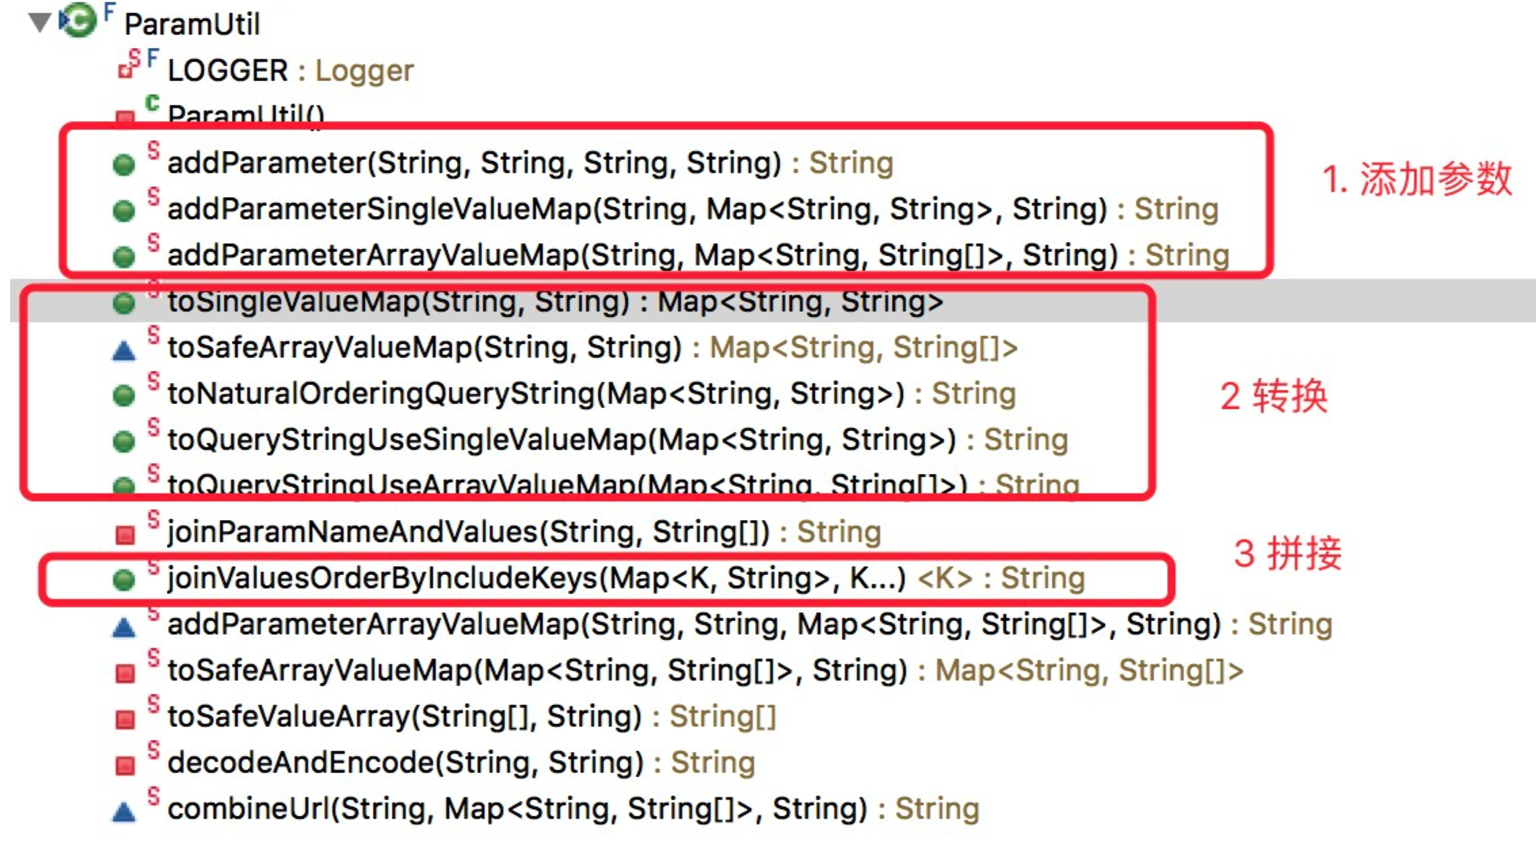 F ParamUtil
S F LOGGER : Logger
C ParamUtil()
S addParameter(String, String, String, String) : String
1. 添加参数
S addParameterSingleValueMap(String, Map<String, String>, String) : String
S addParameterArrayValueMap(String, Map<String, String[]>, String) : String
S toSingleValueMap(String, String) : Map<String, String>
S toSafeArrayValueMap(String, String) : Map<String, String[]>
S toNaturalOrderingQueryString(Map<String, String>) : String
2 转换
S toQueryStringUseSingleValueMap(Map<String, String>) : String
S toQueryStringUseArrayValueMap(Map<String, String[]>) : String
S joinParamNameAndValues(String, String[]) : String
3 拼接
S joinValuesOrderByIncludeKeys(Map<K, String>, K...) <K> : String
S addParameterArrayValueMap(String, String, Map<String, String[]>, String) : String
S toSafeArrayValueMap(Map<String, String[]>, String) : Map<String, String[]>
S toSafeValueArray(String[], String) : String[]
S decodeAndEncode(String, String) : String
S combineUrl(String, Map<String, String[]>, String) : String